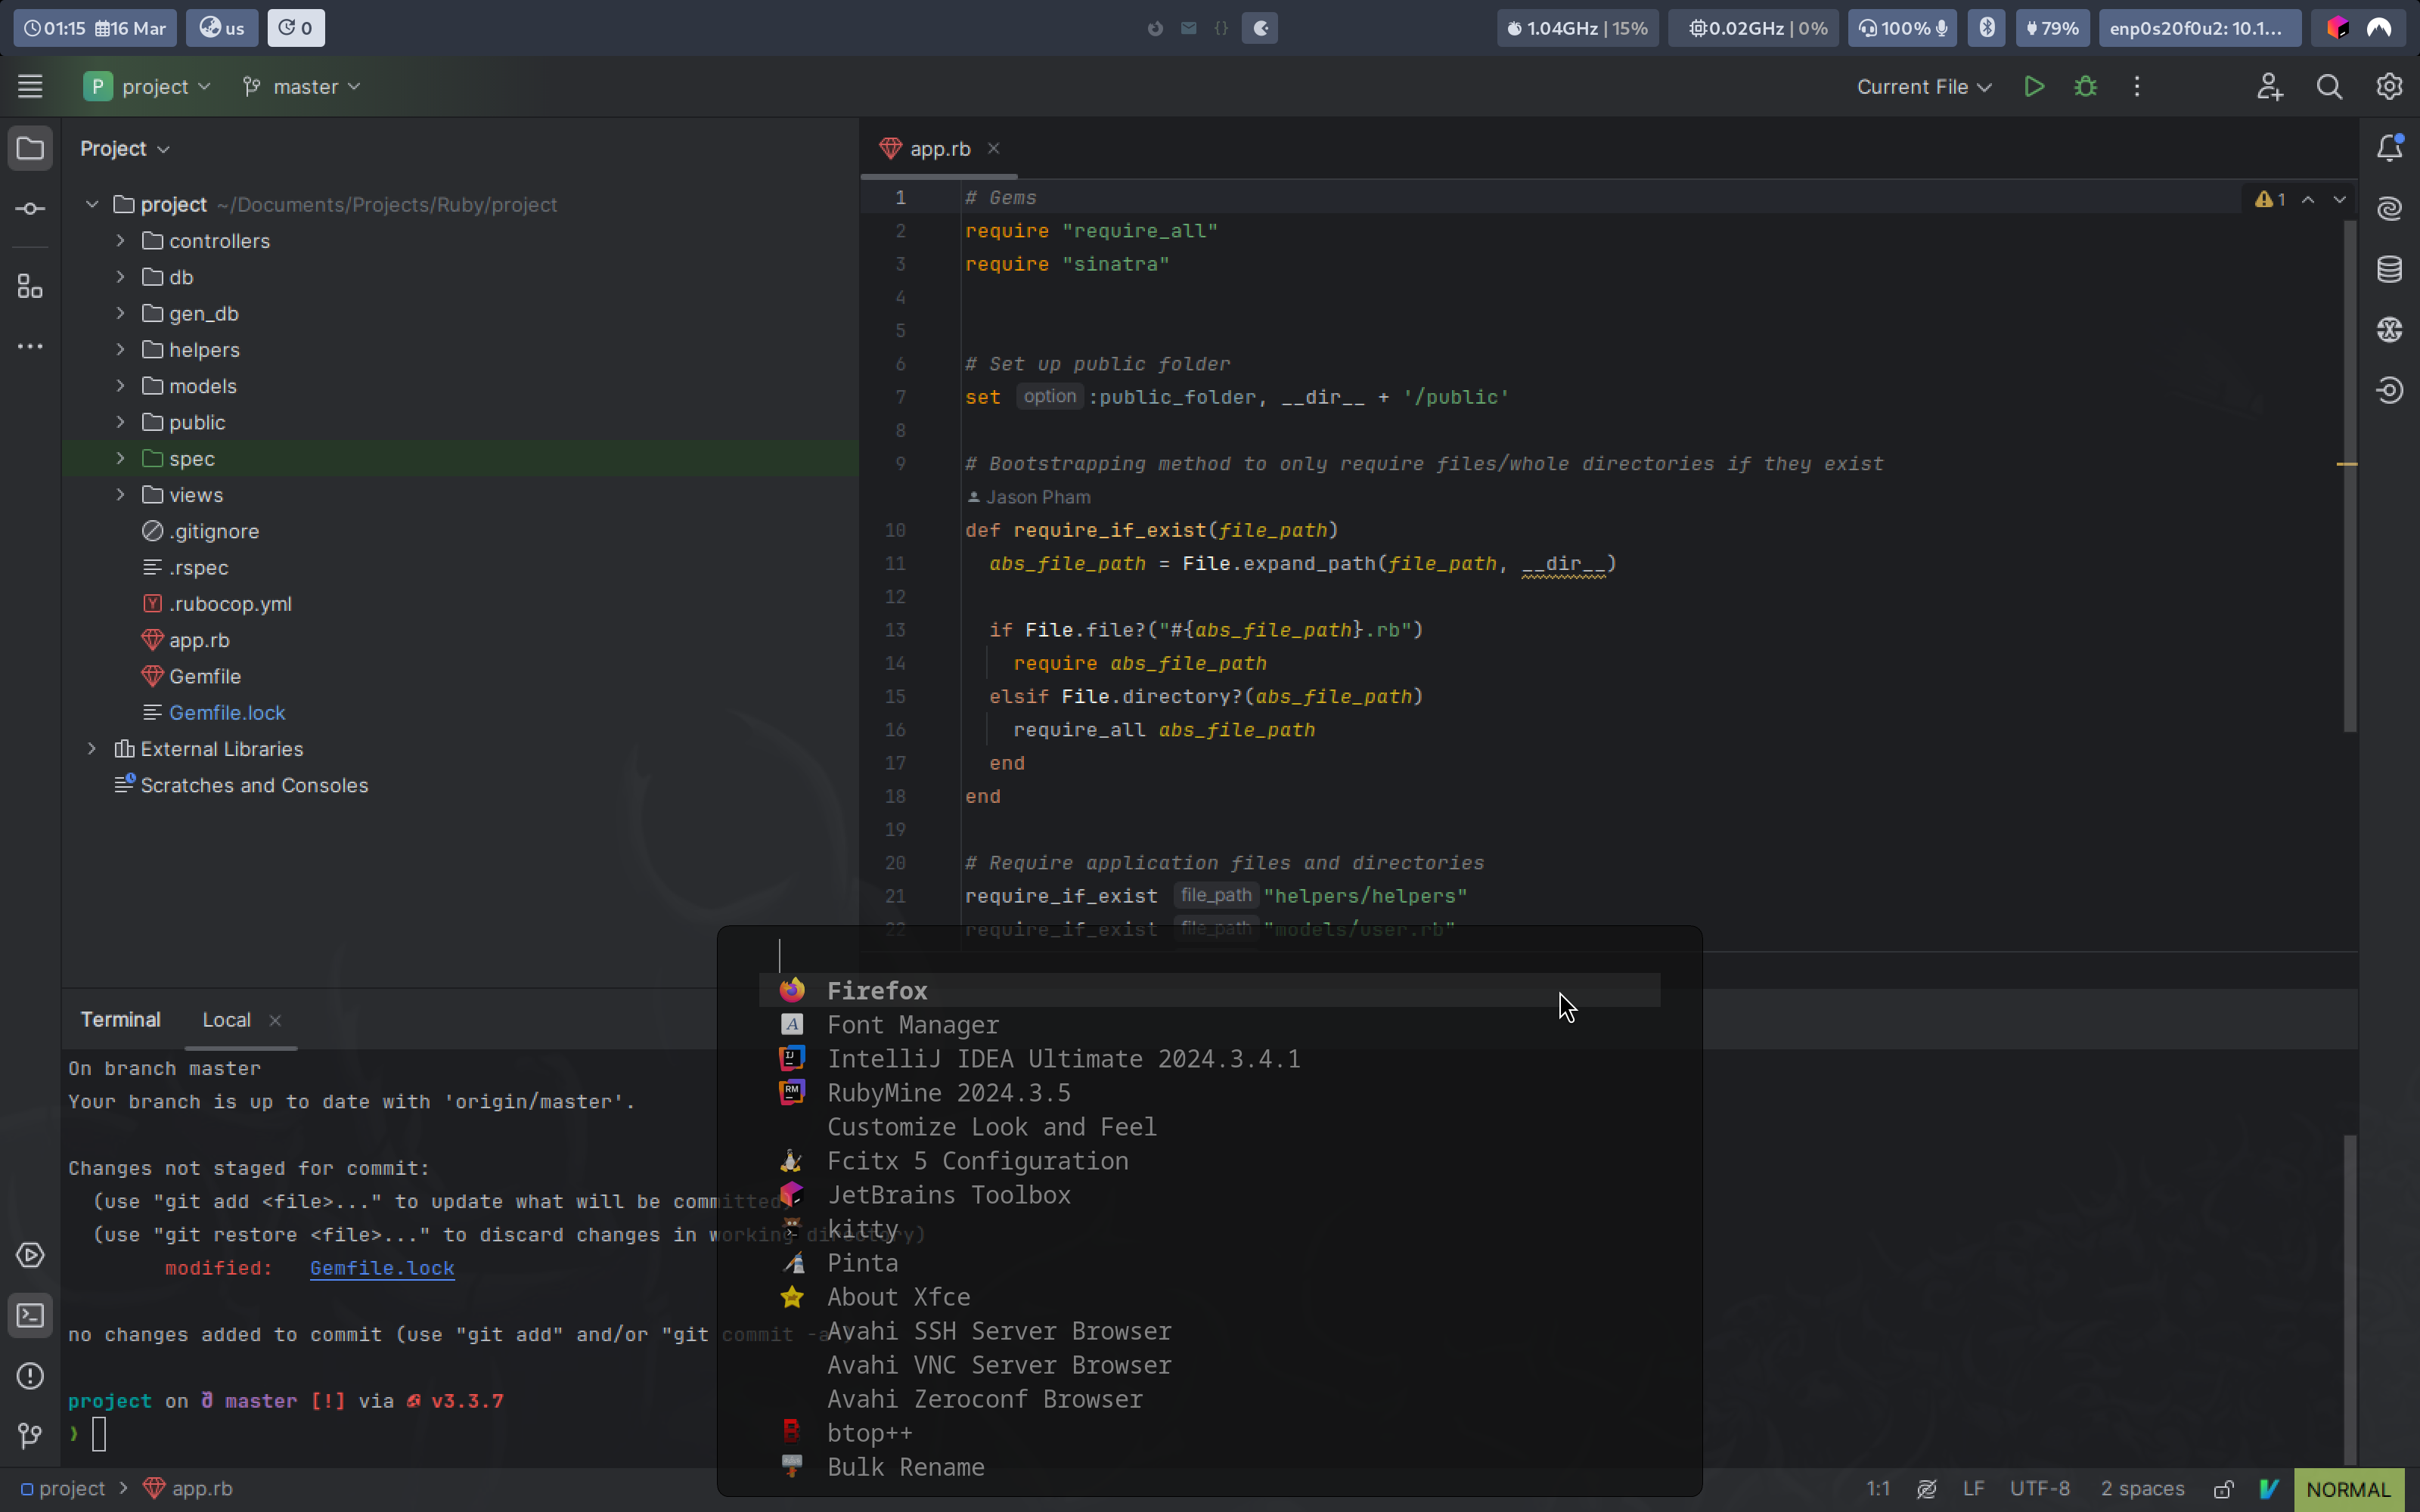 01:15 16 Mar us 0 1.04GHz | 15% 0.02GHz | 0% 100% 79% enp0s20f0u2: 10.1...
P project master Current File
Project
project ~/Documents/Projects/Ruby/project
controllers
db
gen_db
helpers
models
public
spec
views
.gitignore
.rspec
.rubocop.yml
app.rb
Gemfile
Gemfile.lock
External Libraries
Scratches and Consoles
app.rb
1 # Gems
2 require "require_all"
3 require "sinatra"
4
5
6 # Set up public folder
7 set option :public_folder, __dir__ + '/public'
8
9 # Bootstrapping method to only require files/whole directories if they exist
Jason Pham
10 def require_if_exist(file_path)
11 abs_file_path = File.expand_path(file_path, __dir__)
12
13 if File.file?("#{abs_file_path}.rb")
14 require abs_file_path
15 elsif File.directory?(abs_file_path)
16 require_all abs_file_path
17 end
18 end
19
20 # Require application files and directories
21 require_if_exist file_path "helpers/helpers"
22 require_if_exist file_path "models/user.rb"
1
Terminal Local
On branch master
Your branch is up to date with 'origin/master'.
Changes not staged for commit:
(use "git add <file>..." to update what will be committed)
(use "git restore <file>..." to discard changes in working directory)
modified: Gemfile.lock
no changes added to commit (use "git add" and/or "git commit -a")
project on master [!] via v3.3.7
Firefox
Font Manager
IntelliJ IDEA Ultimate 2024.3.4.1
RubyMine 2024.3.5
Customize Look and Feel
Fcitx 5 Configuration
JetBrains Toolbox
kitty
Pinta
About Xfce
Avahi SSH Server Browser
Avahi VNC Server Browser
Avahi Zeroconf Browser
btop++
Bulk Rename
project app.rb 1:1 LF UTF-8 2 spaces NORMAL